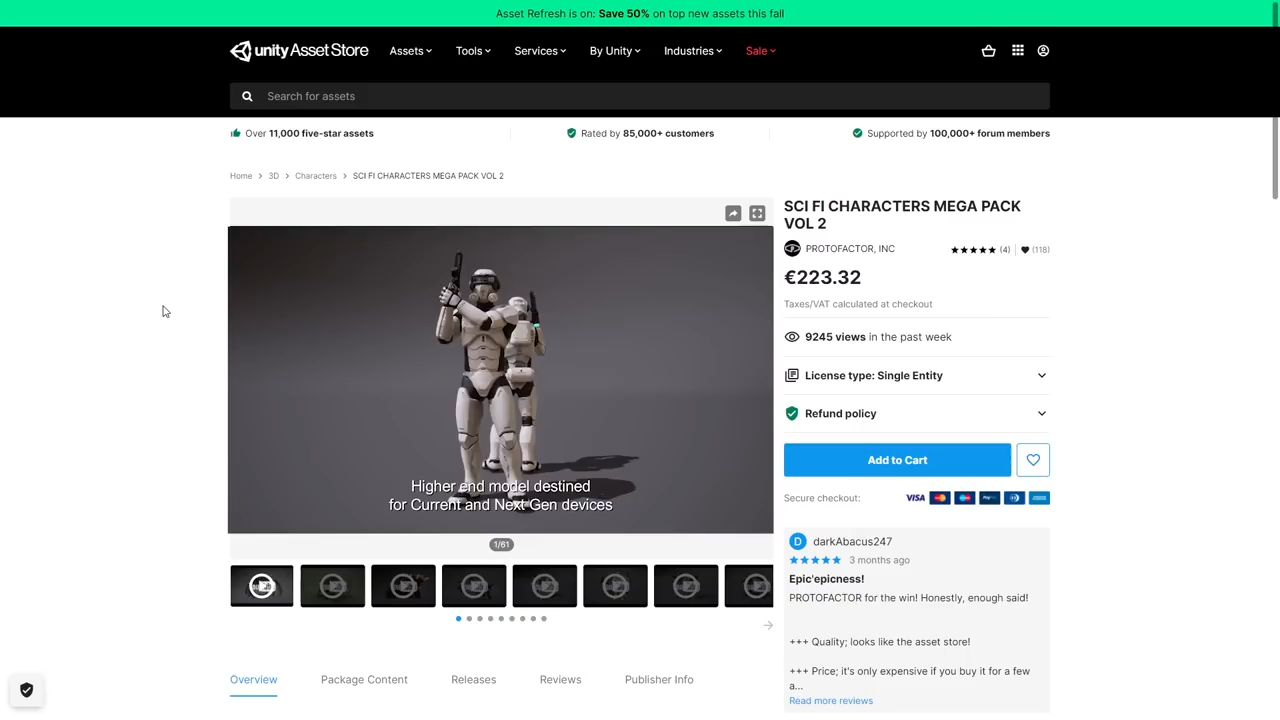 Asset Refresh is on: Save 50% on top new assets this fall
unity Asset Store
Assets
Tools
Services
By Unity
Industries
Sale
Search for assets
Over 11,000 five-star assets
Rated by 85,000+ customers
Supported by 100,000+ forum members
Home > 3D > Characters > SCI FI CHARACTERS MEGA PACK VOL 2
SCI FI CHARACTERS MEGA PACK
VOL 2
PROTOFACTOR, INC
(4)
(118)
€223.32
Taxes/VAT calculated at checkout
9245 views in the past week
License type: Single Entity
Refund policy
Add to Cart
Secure checkout:
VISA
Higher end model destined
for Current and Next Gen devices
1/61
D darkAbacus247
3 months ago
Epic'epicness!
PROTOFACTOR for the win! Honestly, enough said!
+++ Quality; looks like the asset store!
+++ Price; it's only expensive if you buy it for a few
a...
Read more reviews
Overview
Package Content
Releases
Reviews
Publisher Info